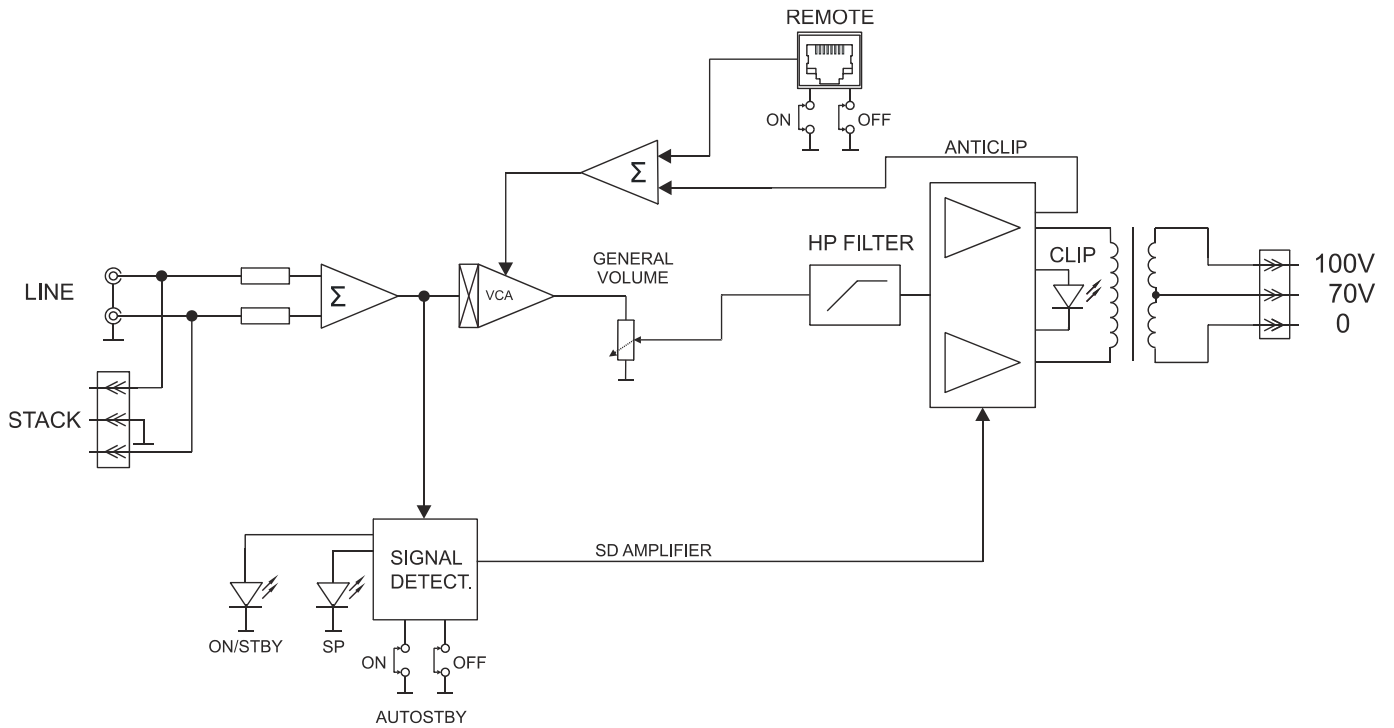 REMOTE
ON
OFF
ANTICLIP
Σ
GENERAL
VOLUME
HP FILTER
CLIP
LINE
Σ
VCA
100V
70V
0
STACK
SIGNAL
DETECT.
SD AMPLIFIER
ON/STBY
SP
ON
OFF
AUTOSTBY